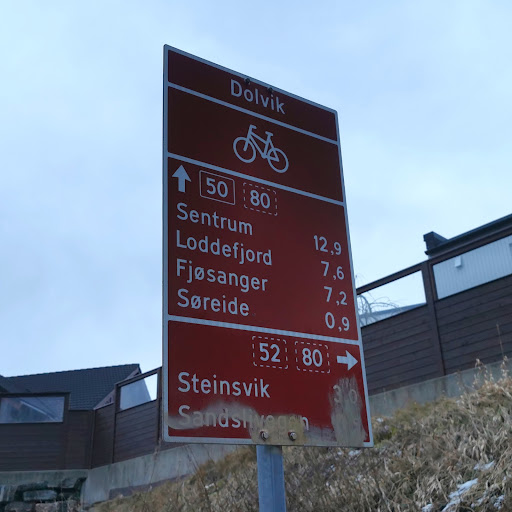 Dolvik
50 80
Sentrum 12,9
Loddefjord 7,6
Fjøsanger 7,2
Søreide 0,9
52 80
Steinsvik